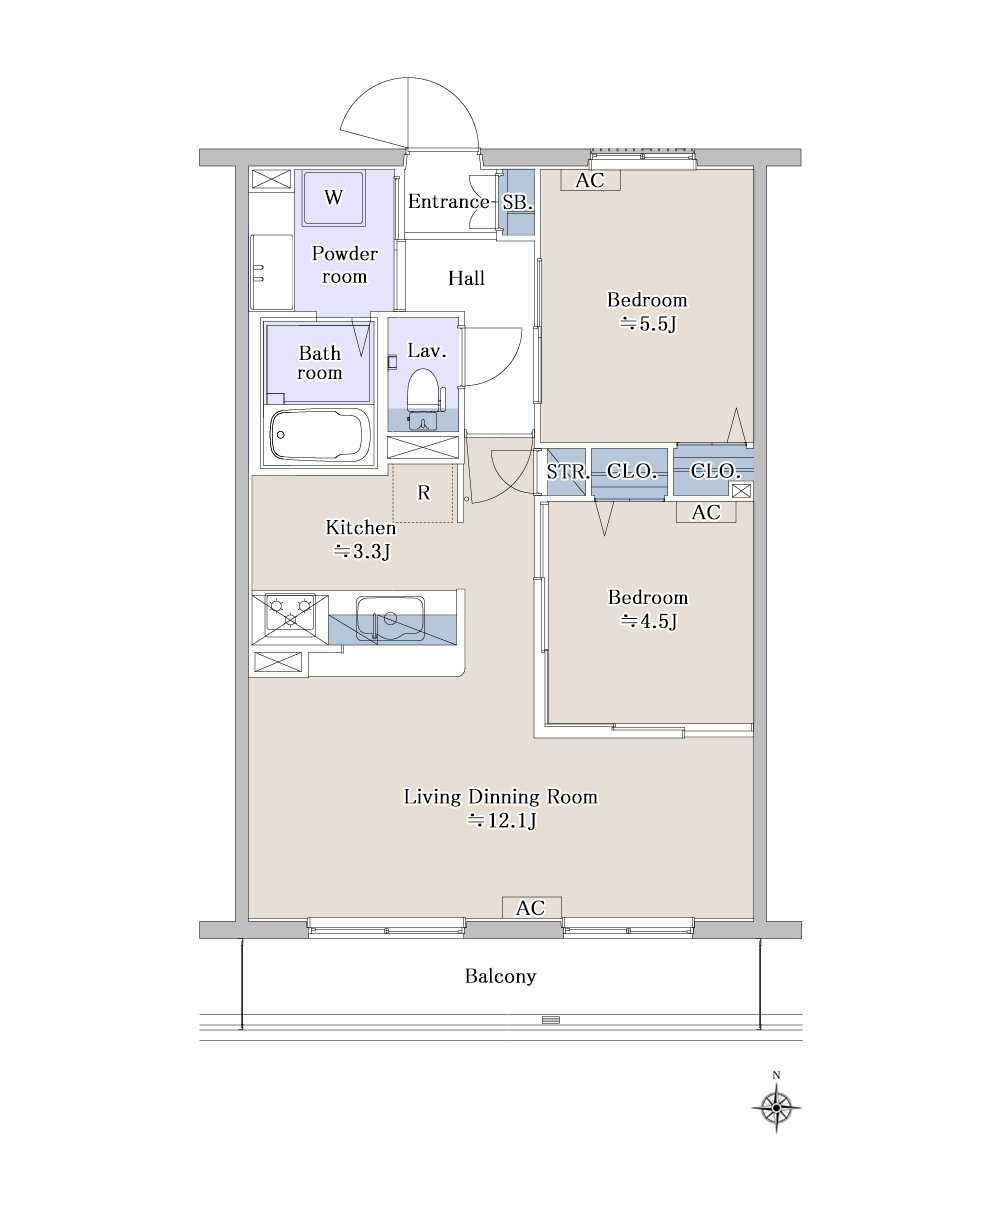 AC
W
Entrance
SB.
Powder
room
Hall
Bedroom
≒5.5J
Lav.
Bath
room
STR.
CLO.
CLO.
R
AC
Kitchen
≒3.3J
Bedroom
≒4.5J
Living Dinning Room
≒12.1J
AC
Balcony
N